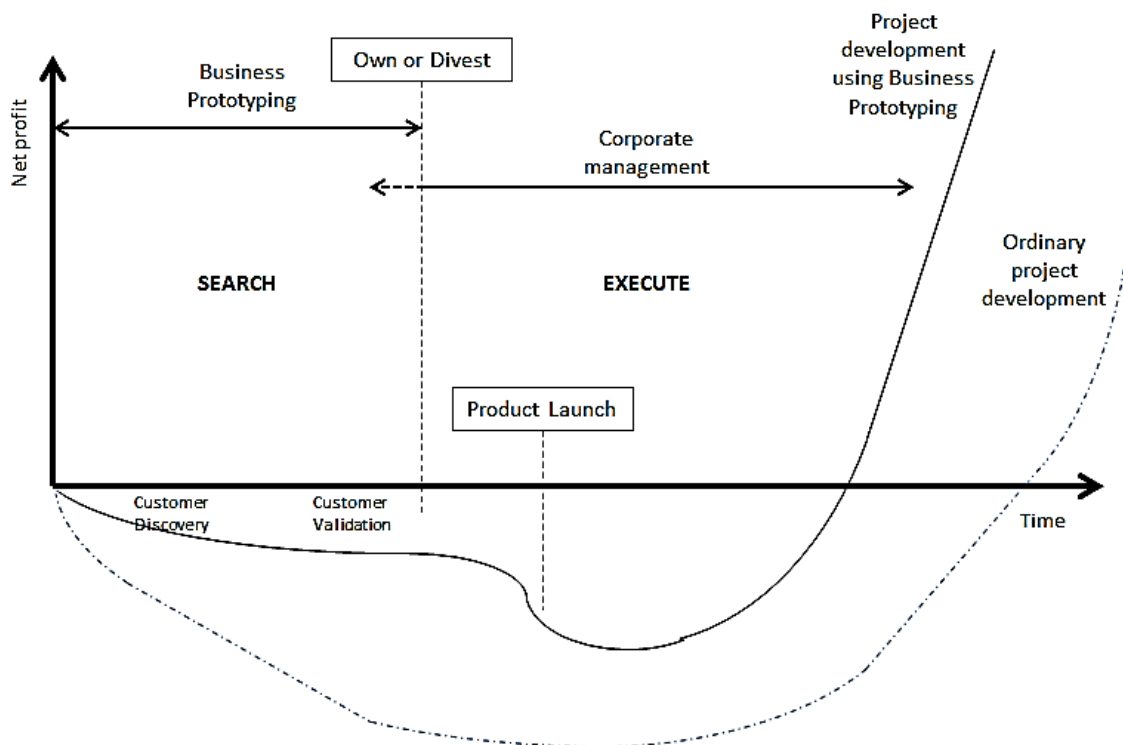 Project
development
using Business
Prototyping
Own or Divest
Business
Prototyping
Net profit
Corporate
management
Ordinary
project
development
SEARCH
EXECUTE
Product Launch
Customer
Discovery
Customer
Validation
Time